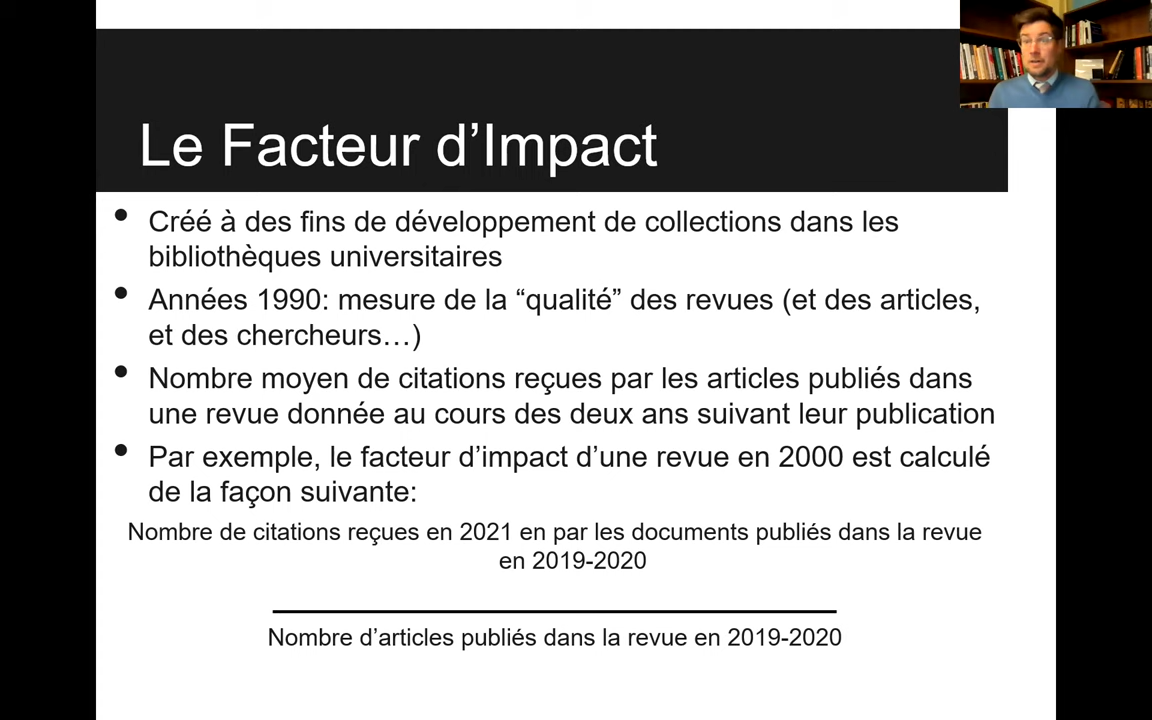 Le Facteur d’Impact
• Créé à des fins de développement de collections dans les
bibliothèques universitaires
• Années 1990: mesure de la “qualité” des revues (et des articles,
et des chercheurs…)
• Nombre moyen de citations reçues par les articles publiés dans
une revue donnée au cours des deux ans suivant leur publication
• Par exemple, le facteur d’impact d’une revue en 2000 est calculé
de la façon suivante:
Nombre de citations reçues en 2021 en par les documents publiés dans la revue
en 2019-2020
Nombre d’articles publiés dans la revue en 2019-2020